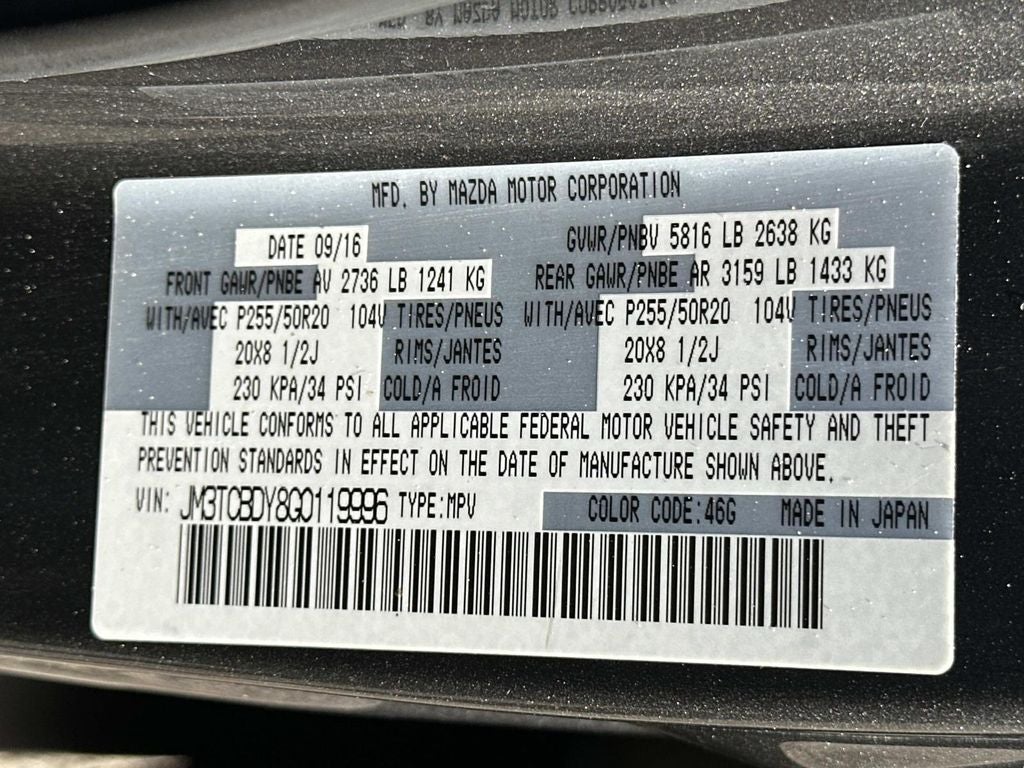 MFD. BY MAZDA MOTOR CORPORATION
DATE 09/16 GVWR/PNBV 5816 LB 2638 KG
FRONT GAWR/PNBE AV 2736 LB 1241 KG REAR GAWR/PNBE AR 3159 LB 1433 KG
WITH/AVEC P255/50R20 104V TIRES/PNEUS WITH/AVEC P255/50R20 104V TIRES/PNEUS
20X8 1/2J RIMS/JANTES 20X8 1/2J RIMS/JANTES
230 KPA/34 PSI COLD/A FROID 230 KPA/34 PSI COLD/A FROID
THIS VEHICLE CONFORMS TO ALL APPLICABLE FEDERAL MOTOR VEHICLE SAFETY AND THEFT
PREVENTION STANDARDS IN EFFECT ON THE DATE OF MANUFACTURE SHOWN ABOVE.
VIN: JM3TCBDY8G0119996 TYPE:MPV COLOR CODE:46G MADE IN JAPAN